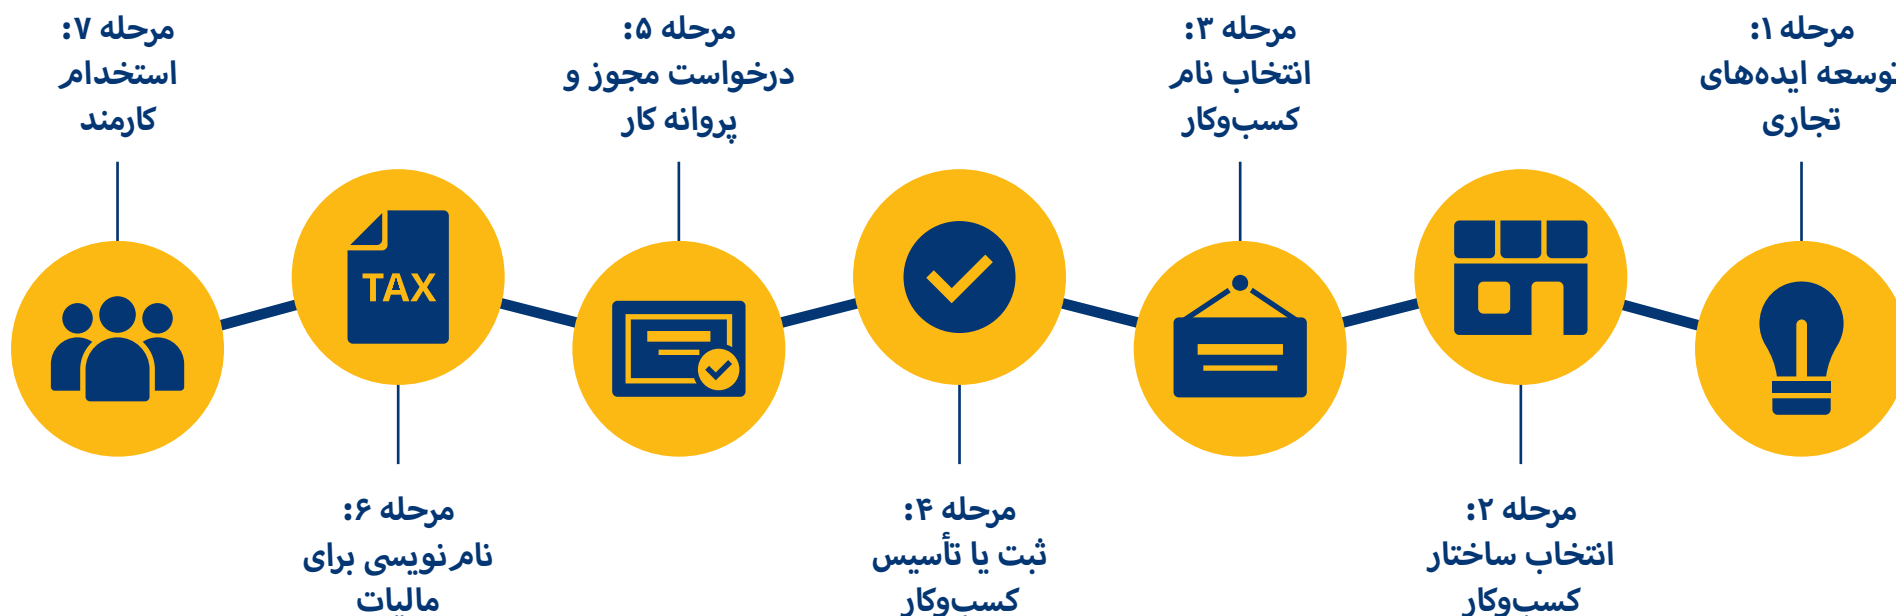 مرحله ۱:
توسعه ایده‌های
تجاری
مرحله ۲:
انتخاب ساختار
کسب‌وکار
مرحله ۳:
انتخاب نام
کسب‌وکار
مرحله ۴:
ثبت یا تأسیس
کسب‌وکار
مرحله ۵:
درخواست مجوز و
پروانه کار
مرحله ۶:
نام‌نویسی برای
مالیات
TAX
مرحله ۷:
استخدام
کارمند